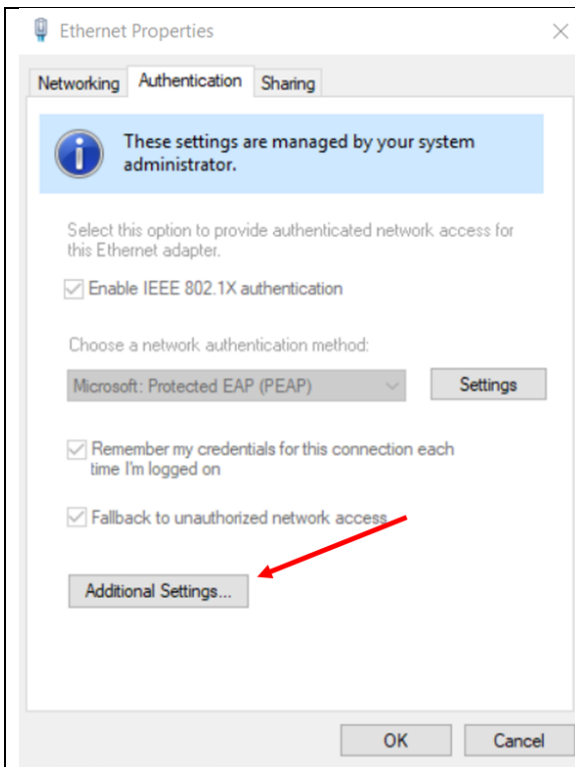 Ethernet Properties
Networking Authentication Sharing
These settings are managed by your system
administrator.
Select this option to provide authenticated network access for
this Ethernet adapter.
Enable IEEE 802.1X authentication
Choose a network authentication method:
Microsoft: Protected EAP (PEAP) Settings
Remember my credentials for this connection each
time I'm logged on
Fallback to unauthorized network access
Additional Settings...
OK Cancel